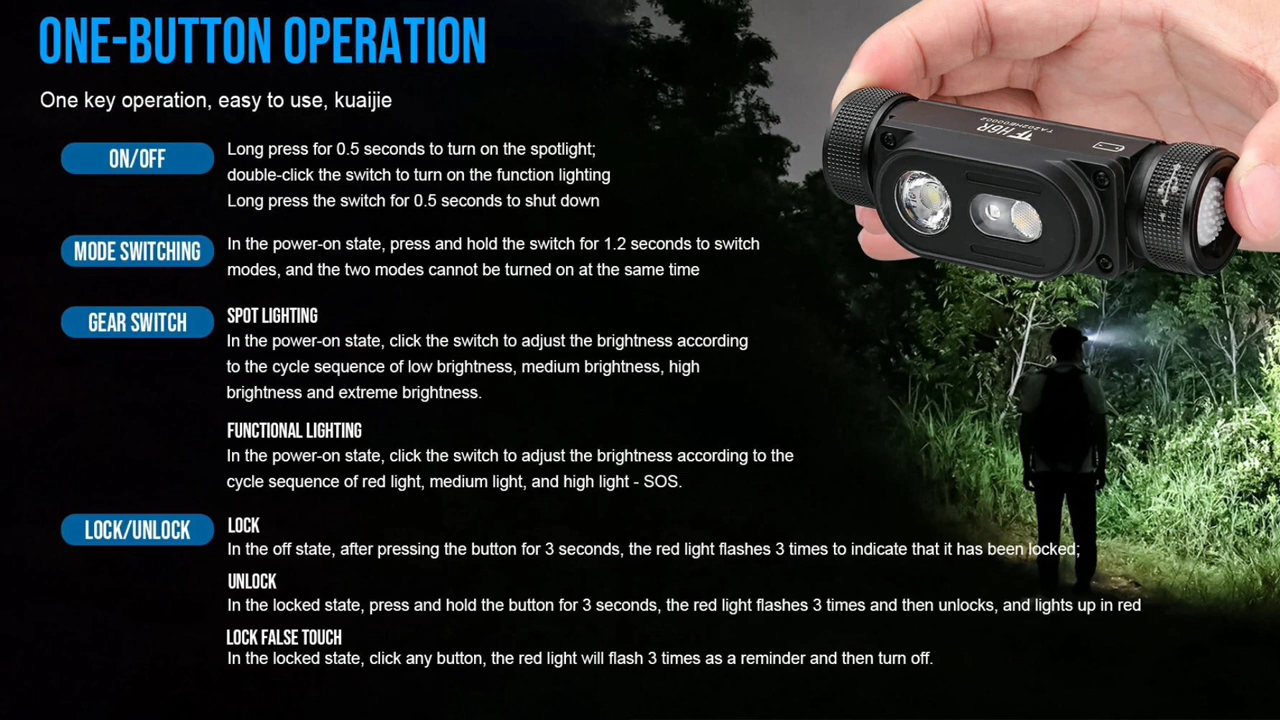 ONE-BUTTON OPERATION
One key operation, easy to use, kuaijie
ON/OFF
Long press for 0.5 seconds to turn on the spotlight;
double-click the switch to turn on the function lighting
Long press the switch for 0.5 seconds to shut down
MODE SWITCHING
In the power-on state, press and hold the switch for 1.2 seconds to switch
modes, and the two modes cannot be turned on at the same time
GEAR SWITCH
SPOT LIGHTING
In the power-on state, click the switch to adjust the brightness according
to the cycle sequence of low brightness, medium brightness, high
brightness and extreme brightness.
FUNCTIONAL LIGHTING
In the power-on state, click the switch to adjust the brightness according to the
cycle sequence of red light, medium light, and high light - SOS.
LOCK/UNLOCK
LOCK
In the off state, after pressing the button for 3 seconds, the red light flashes 3 times to indicate that it has been locked;
UNLOCK
In the locked state, press and hold the button for 3 seconds, the red light flashes 3 times and then unlocks, and lights up in red
LOCK FALSE TOUCH
In the locked state, click any button, the red light will flash 3 times as a reminder and then turn off.
H6R